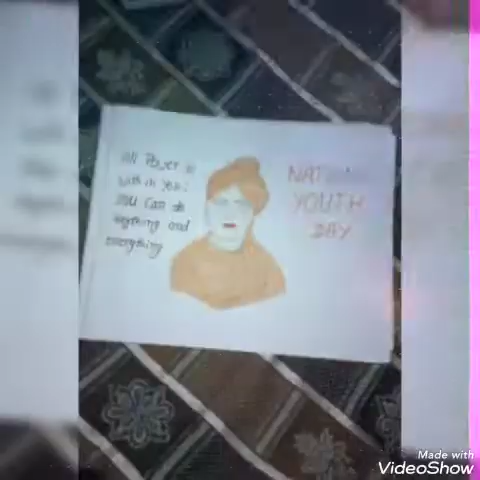 All Power is
with in you:
you can do
anything and
everything
NATIONAL
YOUTH
DAY
Made with
VideoShow